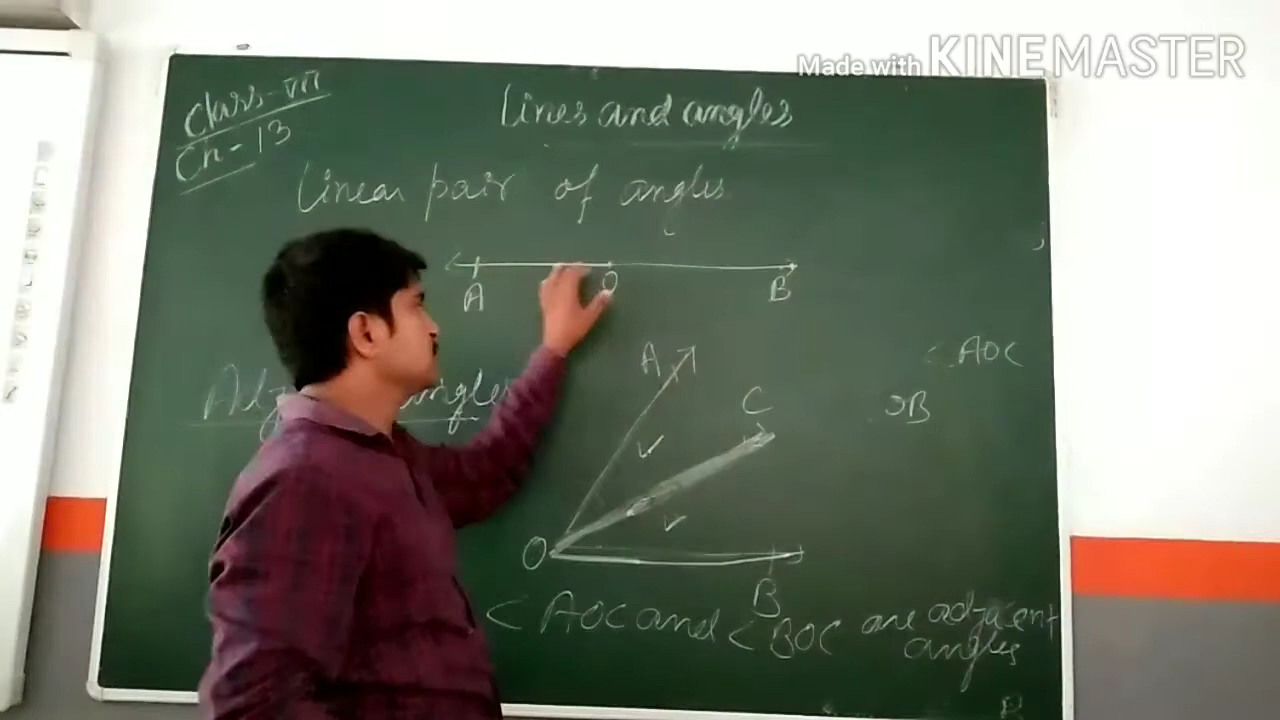 Made with KINEMASTER
Class-VII
Ch-13
Lines and angles
Linear pair of angles
A O B
A
C
< AOC
OB
angles
O
B
< AOC and < BOC are adjacent
angles
B